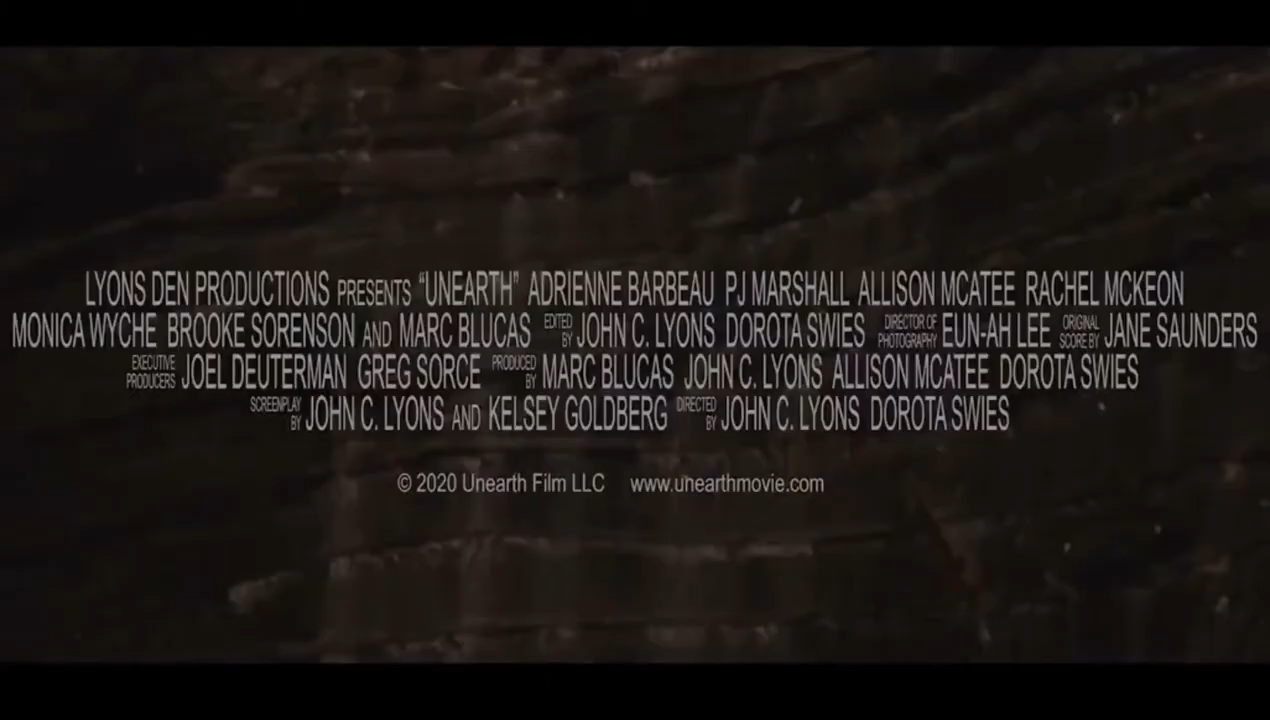 LYONS DEN PRODUCTIONS PRESENTS “UNEARTH” ADRIENNE BARBEAU PJ MARSHALL ALLISON MCATEE RACHEL MCKEON
MONICA WYCHE BROOKE SORENSON AND MARC BLUCAS EDITED BY JOHN C. LYONS DOROTA SWIES DIRECTOR OF PHOTOGRAPHY EUN-AH LEE ORIGINAL SCORE BY JANE SAUNDERS
EXECUTIVE PRODUCERS JOEL DEUTERMAN GREG SORCE PRODUCED BY MARC BLUCAS JOHN C. LYONS ALLISON MCATEE DOROTA SWIES
SCREENPLAY BY JOHN C. LYONS AND KELSEY GOLDBERG DIRECTED BY JOHN C. LYONS DOROTA SWIES
© 2020 Unearth Film LLC www.unearthmovie.com